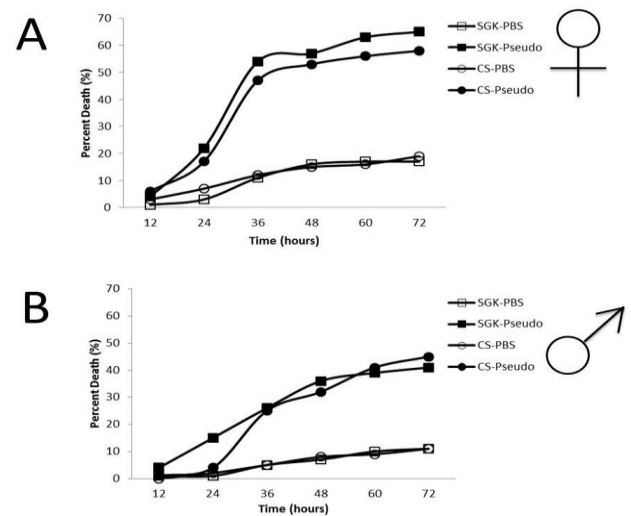 A
70
60
50
40
30
20
10
0
Percent Death (%)
12 24 36 48 60 72
Time (hours)
SGK-PBS
SGK-Pseudo
CS-PBS
CS-Pseudo
B
70
60
50
40
30
20
10
0
Percent Death (%)
12 24 36 48 60 72
Time (hours)
SGK-PBS
SGK-Pseudo
CS-PBS
CS-Pseudo